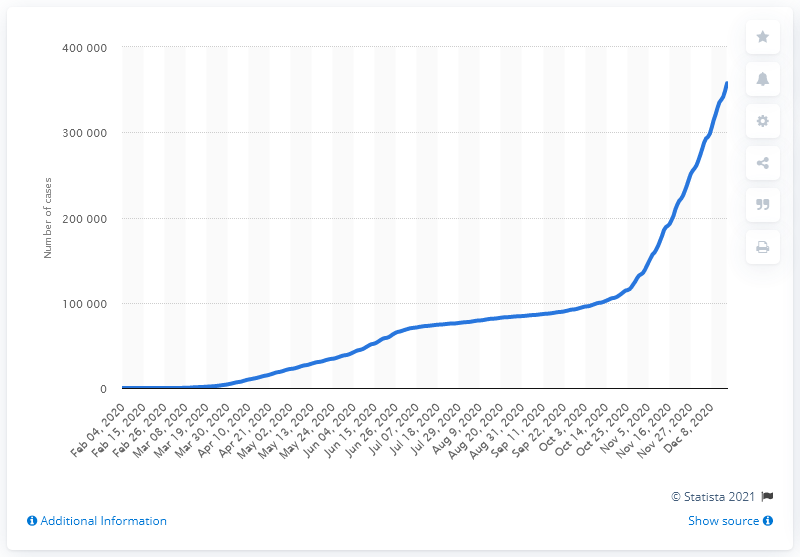 400 000
300 000
200 000
100 000
0
Number of cases
Feb 04, 2020
Feb 15, 2020
Feb 26, 2020
Mar 08, 2020
Mar 19, 2020
Mar 30, 2020
Apr 10, 2020
Apr 21, 2020
May 02, 2020
May 13, 2020
May 24, 2020
Jun 04, 2020
Jun 15, 2020
Jun 26, 2020
Jul 07, 2020
Jul 18, 2020
Jul 29, 2020
Aug 9, 2020
Aug 20, 2020
Aug 31, 2020
Sep 11, 2020
Sep 22, 2020
Oct 3, 2020
Oct 14, 2020
Oct 25, 2020
Nov 5, 2020
Nov 16, 2020
Nov 27, 2020
Dec 8, 2020
© Statista 2021
Additional Information
Show source